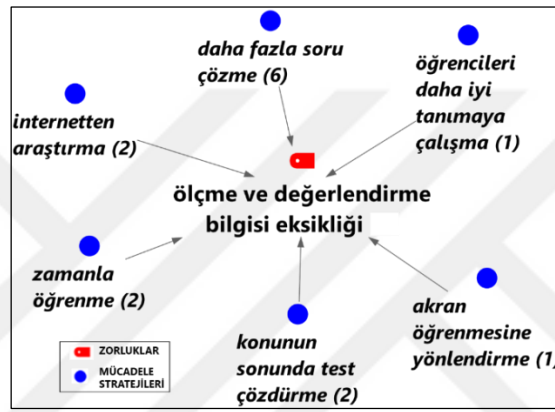 daha fazla soru
çözme (6)
öğrencileri
daha iyi
tanımaya
çalışma (1)
internetten
araştırma (2)
ölçme ve değerlendirme
bilgisi eksikliği
zamanla
öğrenme (2)
konunun
sonunda test
çözdürme (2)
akran
öğrenmesine
yönlendirme (1)
ZORLUKLAR
MÜCADELE
STRATEJİLERİ